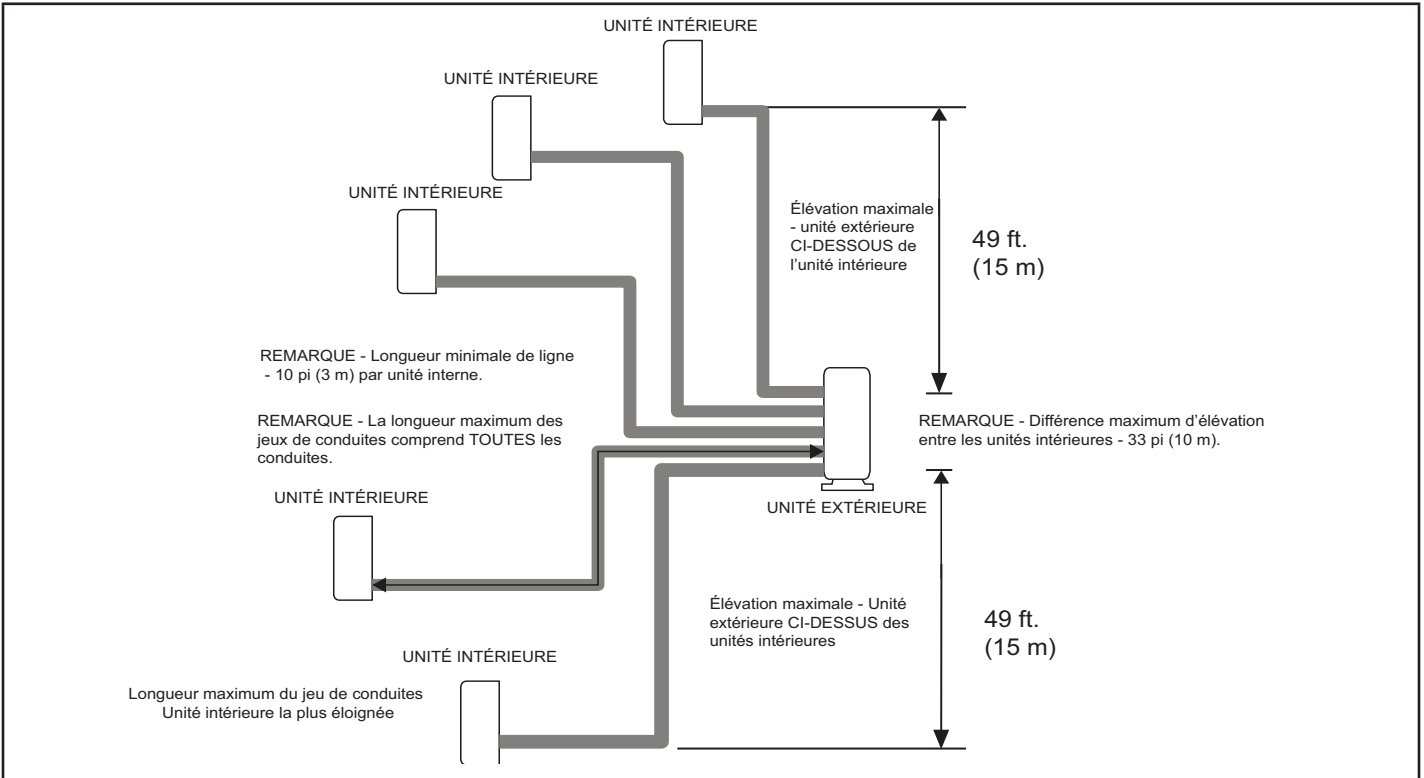 UNITÉ INTÉRIEURE
UNITÉ INTÉRIEURE
UNITÉ INTÉRIEURE
Élévation maximale
- unité extérieure
CI-DESSOUS de
l'unité intérieure
49 ft.
(15 m)
REMARQUE - Longueur minimale de ligne
- 10 pi (3 m) par unité interne.
REMARQUE - La longueur maximum des
jeux de conduites comprend TOUTES les
conduites.
REMARQUE - Différence maximum d'élévation
entre les unités intérieures - 33 pi (10 m).
UNITÉ INTÉRIEURE
UNITÉ EXTÉRIEURE
Élévation maximale - Unité
extérieure CI-DESSUS des
unités intérieures
49 ft.
(15 m)
UNITÉ INTÉRIEURE
Longueur maximum du jeu de conduites
Unité intérieure la plus éloignée